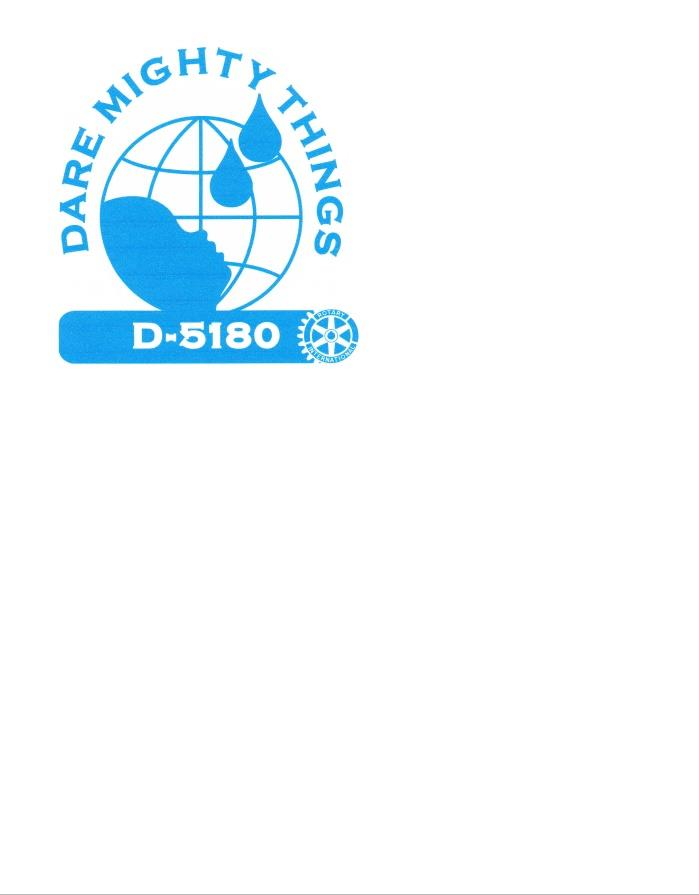 DARE MIGHTY THINGS
D-5180
ROTARY
INTERNATIONAL